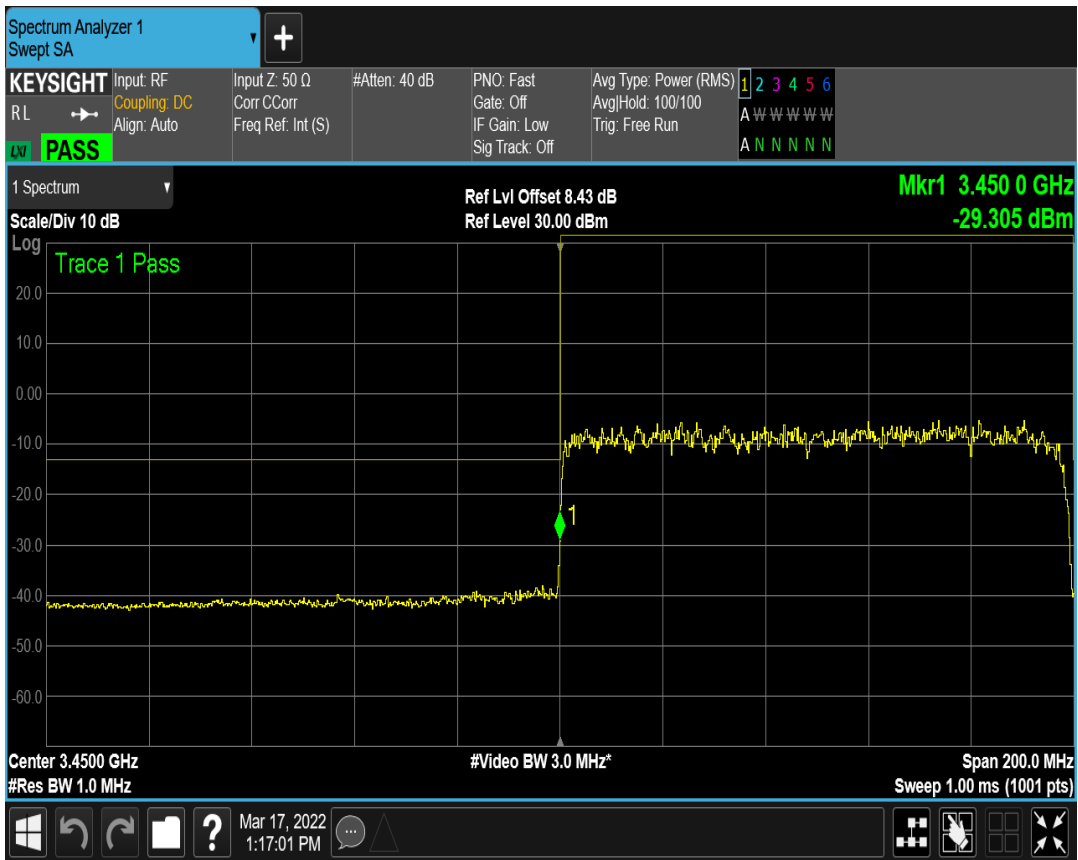 Spectrum Analyzer 1
Swept SA
+
KEYSIGHT
R L
LXI PASS
Input: RF
Coupling: DC
Align: Auto
Input Z: 50 Ω
Corr CCorr
Freq Ref: Int (S)
#Atten: 40 dB
PNO: Fast
Gate: Off
IF Gain: Low
Sig Track: Off
Avg Type: Power (RMS)
Avg|Hold: 100/100
Trig: Free Run
1 2 3 4 5 6
A W W W W W
A N N N N N
1 Spectrum
Scale/Div 10 dB
Ref Lvl Offset 8.43 dB
Ref Level 30.00 dBm
Mkr1 3.450 0 GHz
-29.305 dBm
Log
Trace 1 Pass
20.0
10.0
0.00
-10.0
-20.0
1
-30.0
-40.0
-50.0
-60.0
Center 3.4500 GHz
#Res BW 1.0 MHz
#Video BW 3.0 MHz*
Span 200.0 MHz
Sweep 1.00 ms (1001 pts)
?
Mar 17, 2022
1:17:01 PM